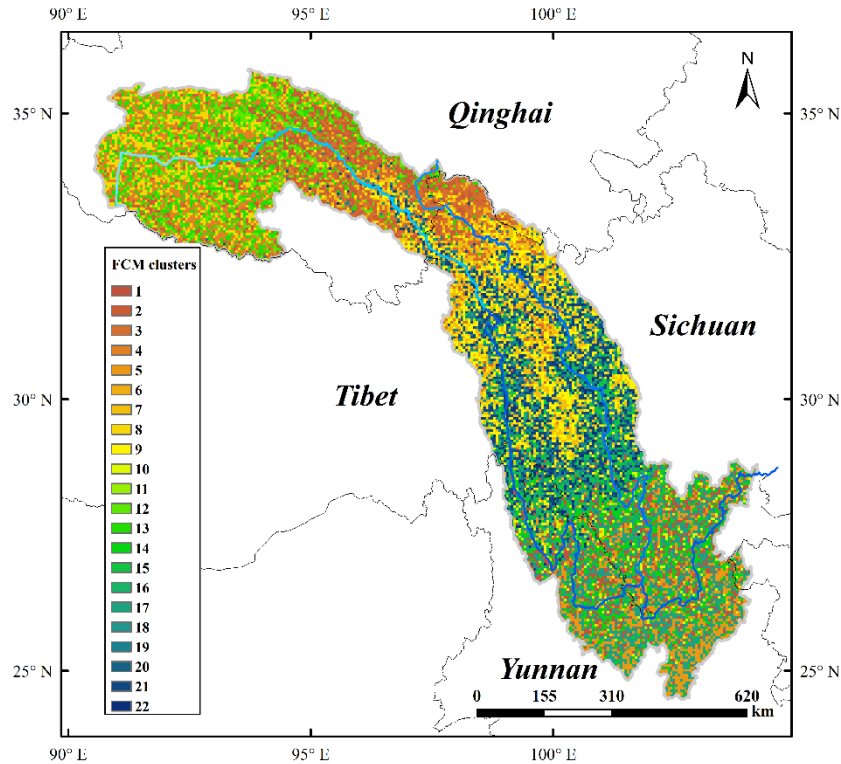 90° E 95° E 100° E
N
35° N 35° N
Qinghai
FCM clusters
1
2
3
4
5
6
7
8
9
10
11
12
13
14
15
16
17
18
19
20
21
22
Sichuan
Tibet
30° N 30° N
Yunnan
25° N 25° N
0 155 310 620
km
90° E 95° E 100° E